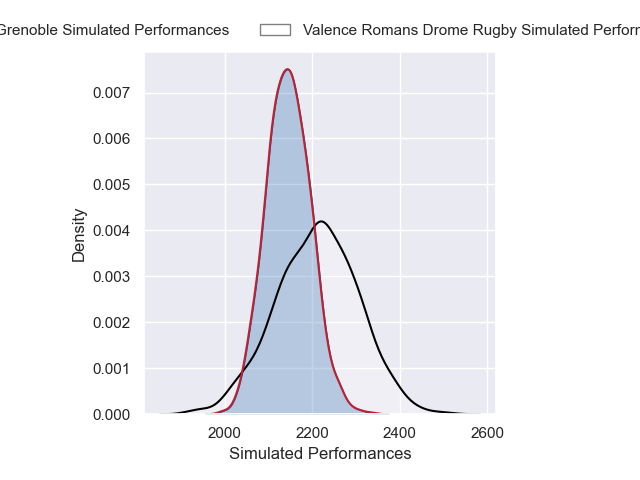 Grenoble Simulated Performances Valence Romans Drome Rugby Simulated
0.007
0.006
0.005
0.004
0.003
0.002
0.001
0.000
Density
2000 2200 2400 2600
Simulated Performances